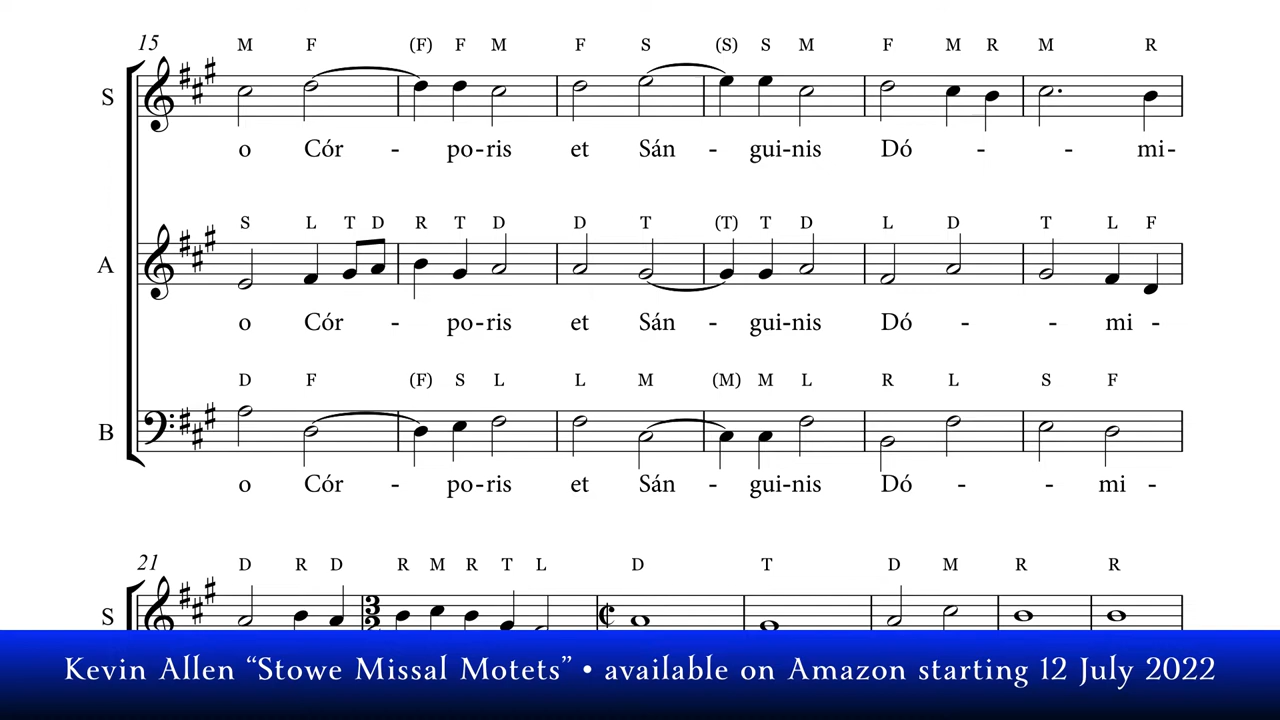 15 M F (F) F M F S (S) S M F M R M R
S
o Cór - po-ris et Sán - gui-nis Dó - - mi-
S L T D R T D D T (T) T D L D T L F
A
o Cór - po-ris et Sán - gui-nis Dó - - mi -
D F (F) S L L M (M) M L R L S F
B
o Cór - po-ris et Sán - gui-nis Dó - - mi -
21 D R D R M R T L D T D M R R
S 3 2
Kevin Allen “Stowe Missal Motets” • available on Amazon starting 12 July 2022